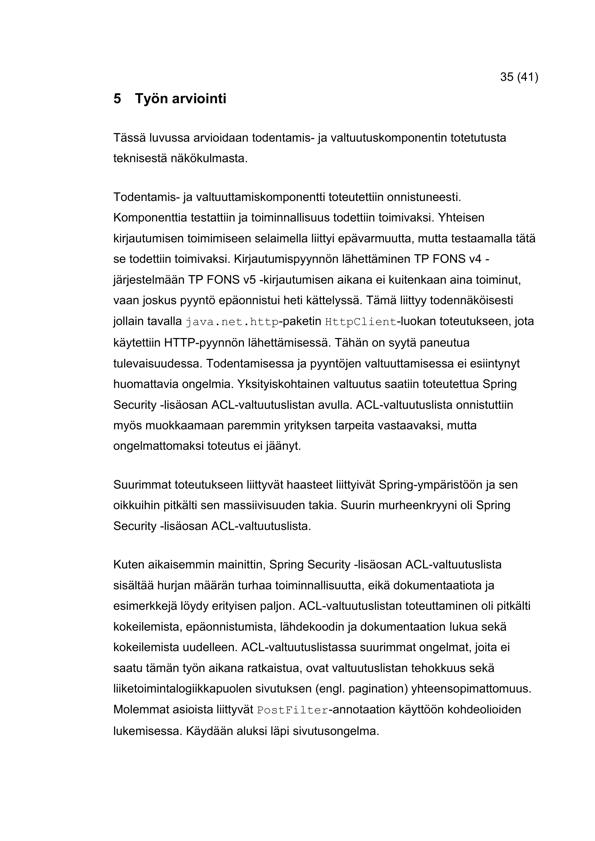 35 (41)
5 Työn arviointi
Tässä luvussa arvioidaan todentamis- ja valtuutuskomponentin totetutusta
teknisestä näkökulmasta.
Todentamis- ja valtuuttamiskomponentti toteutettiin onnistuneesti.
Komponenttia testattiin ja toiminnallisuus todettiin toimivaksi. Yhteisen
kirjautumisen toimimiseen selaimella liittyi epävarmuutta, mutta testaamalla tätä
se todettiin toimivaksi. Kirjautumispyynnön lähettäminen TP FONS v4 -
järjestelmään TP FONS v5 -kirjautumisen aikana ei kuitenkaan aina toiminut,
vaan joskus pyyntö epäonnistui heti kättelyssä. Tämä liittyy todennäköisesti
jollain tavalla java.net.http-paketin HttpClient-luokan toteutukseen, jota
käytettiin HTTP-pyynnön lähettämisessä. Tähän on syytä paneutua
tulevaisuudessa. Todentamisessa ja pyyntöjen valtuuttamisessa ei esiintynyt
huomattavia ongelmia. Yksityiskohtainen valtuutus saatiin toteutettua Spring
Security -lisäosan ACL-valtuutuslistan avulla. ACL-valtuutuslista onnistuttiin
myös muokkaamaan paremmin yrityksen tarpeita vastaavaksi, mutta
ongelmattomaksi toteutus ei jäänyt.
Suurimmat toteutukseen liittyvät haasteet liittyivät Spring-ympäristöön ja sen
oikkuihin pitkälti sen massiivisuuden takia. Suurin murheenkryyni oli Spring
Security -lisäosan ACL-valtuutuslista.
Kuten aikaisemmin mainittin, Spring Security -lisäosan ACL-valtuutuslista
sisältää hurjan määrän turhaa toiminnallisuutta, eikä dokumentaatiota ja
esimerkkejä löydy erityisen paljon. ACL-valtuutuslistan toteuttaminen oli pitkälti
kokeilemista, epäonnistumista, lähdekoodin ja dokumentaation lukua sekä
kokeilemista uudelleen. ACL-valtuutuslistassa suurimmat ongelmat, joita ei
saatu tämän työn aikana ratkaistua, ovat valtuutuslistan tehokkuus sekä
liiketoimintalogiikkapuolen sivutuksen (engl. pagination) yhteensopimattomuus.
Molemmat asioista liittyvät PostFilter-annotaation käyttöön kohdeolioiden
lukemisessa. Käydään aluksi läpi sivutusongelma.